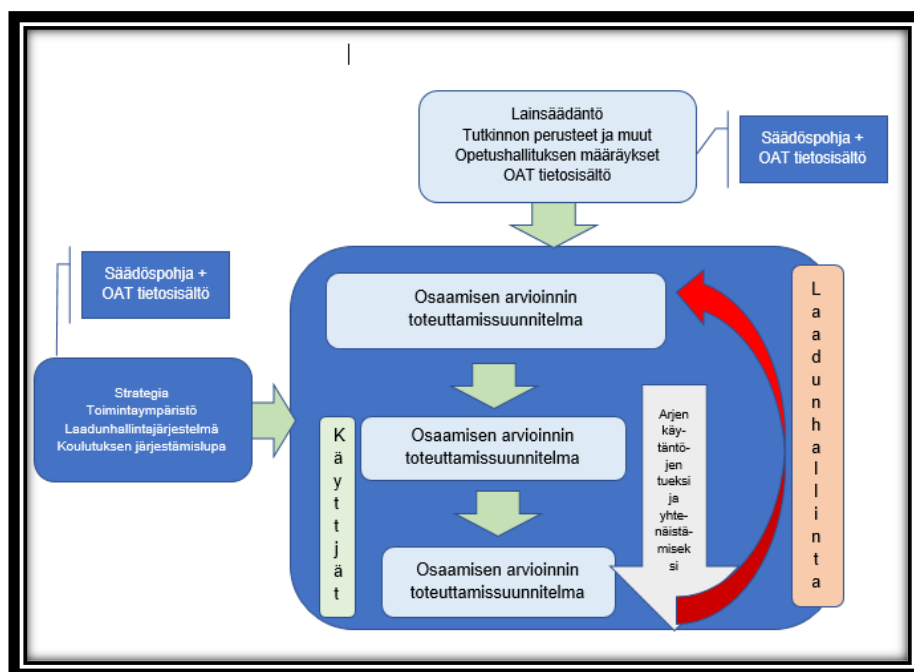 Lainsäädäntö
Tutkinnon perusteet ja muut
Opetushallituksen määräykset
OAT tietosisältö
Säädöspohja +
OAT tietosisältö
Säädöspohja +
OAT tietosisältö
Strategia
Toimintaympäristö
Laadunhallintajärjestelmä
Koulutuksen järjestämislupa
Osaamisen arvioinnin
toteuttamissuunnitelma
Käyttjät
Osaamisen arvioinnin
toteuttamissuunnitelma
Osaamisen arvioinnin
toteuttamissuunnitelma
Arjen
käy-
täntö-
jen
tueksi
ja
yhte-
näistä-
misek
si
Laadunhallinta